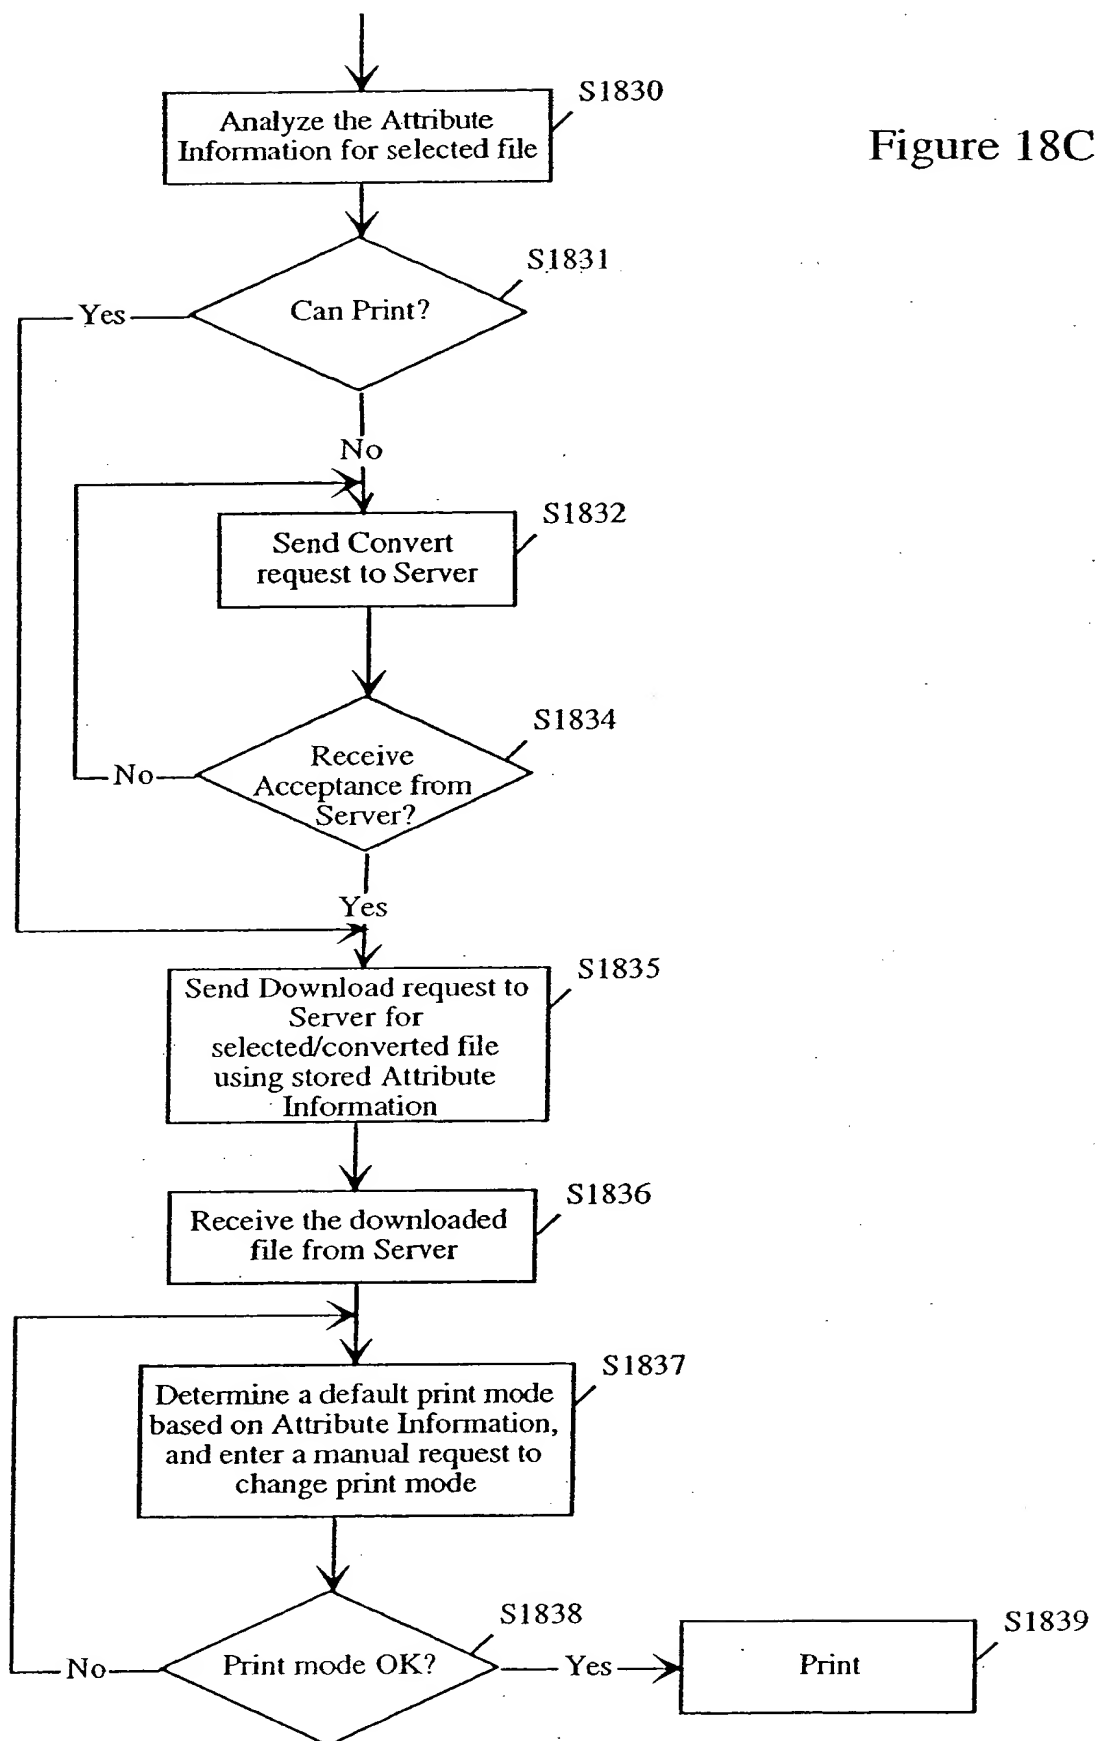 Figure 18C
S1830
Analyze the Attribute
Information for selected file
S1831
Can Print?
Yes
No
S1832
Send Convert
request to Server
S1834
Receive
Acceptance from
Server?
No
Yes
S1835
Send Download request to
Server for
selected/converted file
using stored Attribute
Information
S1836
Receive the downloaded
file from Server
S1837
Determine a default print mode
based on Attribute Information,
and enter a manual request to
change print mode
S1838
Print mode OK?
No
Yes
S1839
Print